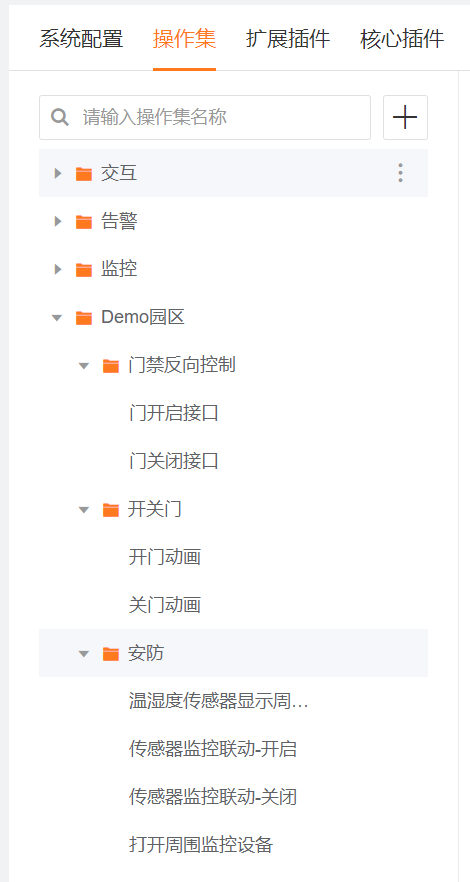 系统配置 操作集 扩展插件 核心插件
请输入操作集名称
交互
告警
监控
Demo园区
门禁反向控制
门开启接口
门关闭接口
开关门
开门动画
关门动画
安防
温湿度传感器显示周...
传感器监控联动-开启
传感器监控联动-关闭
打开周围监控设备